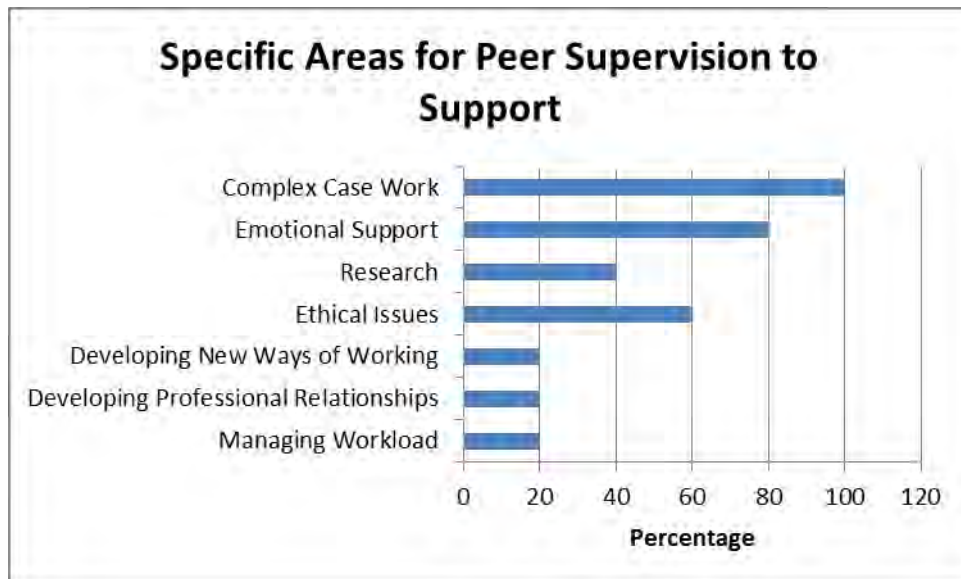 Specific Areas for Peer Supervision to
Support
Complex Case Work
Emotional Support
Research
Ethical Issues
Developing New Ways of Working
Developing Professional Relationships
Managing Workload
0 20 40 60 80 100 120
Percentage